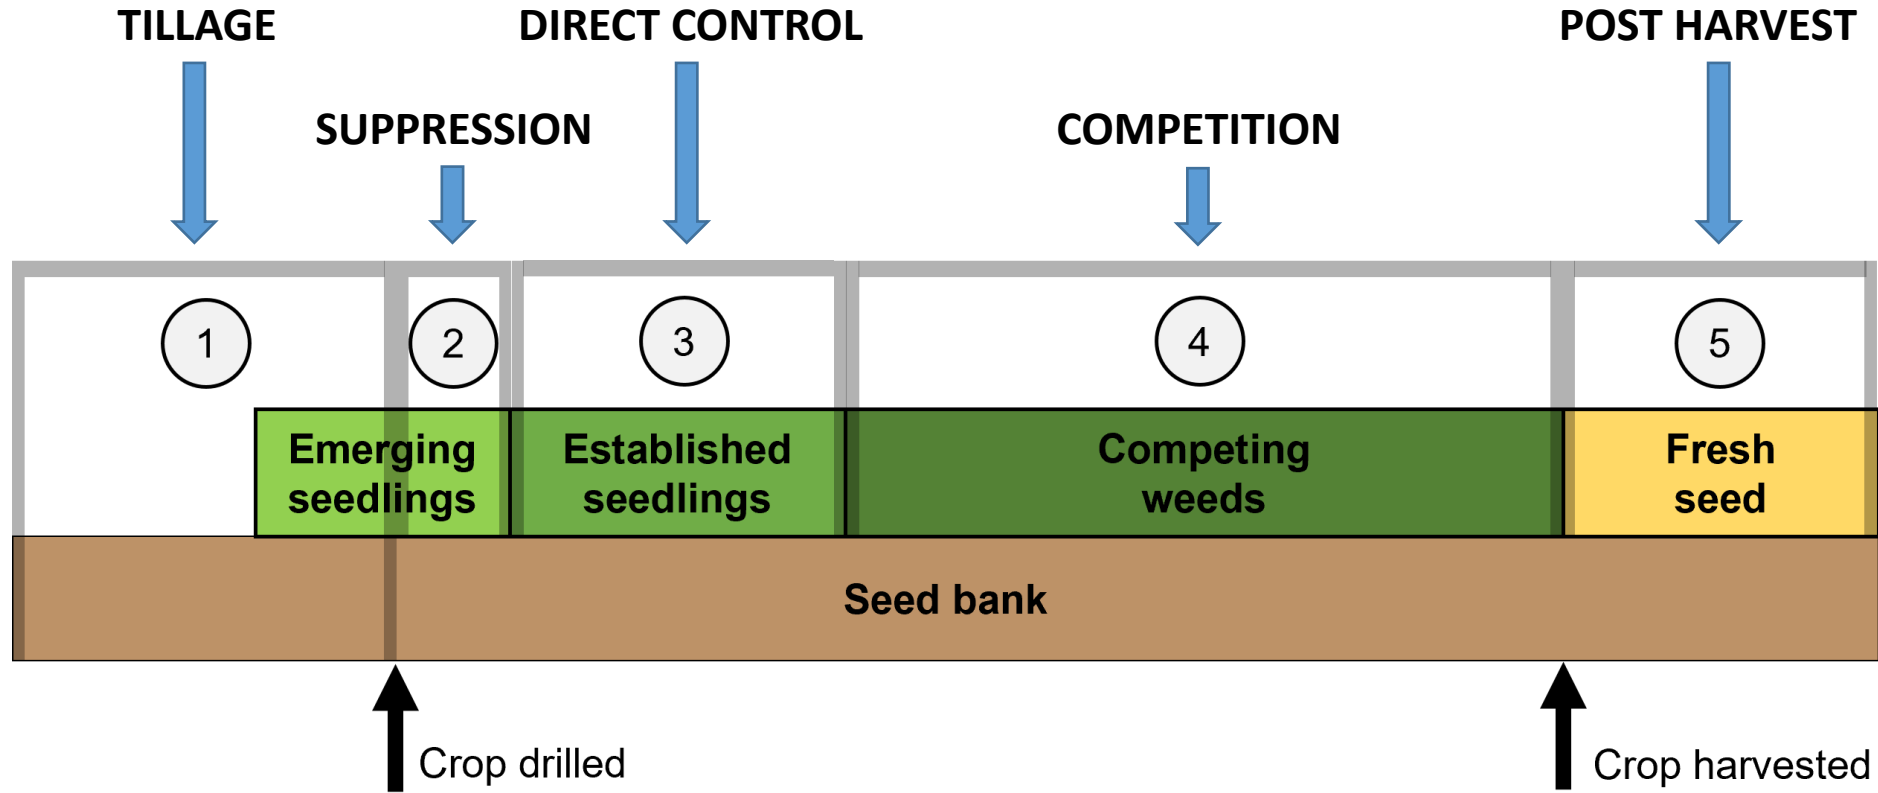 TILLAGE
DIRECT CONTROL
POST HARVEST
SUPPRESSION
COMPETITION
1
2
3
4
5
Emerging
seedlings
Established
seedlings
Competing
weeds
Fresh
seed
Seed bank
Crop drilled
Crop harvested